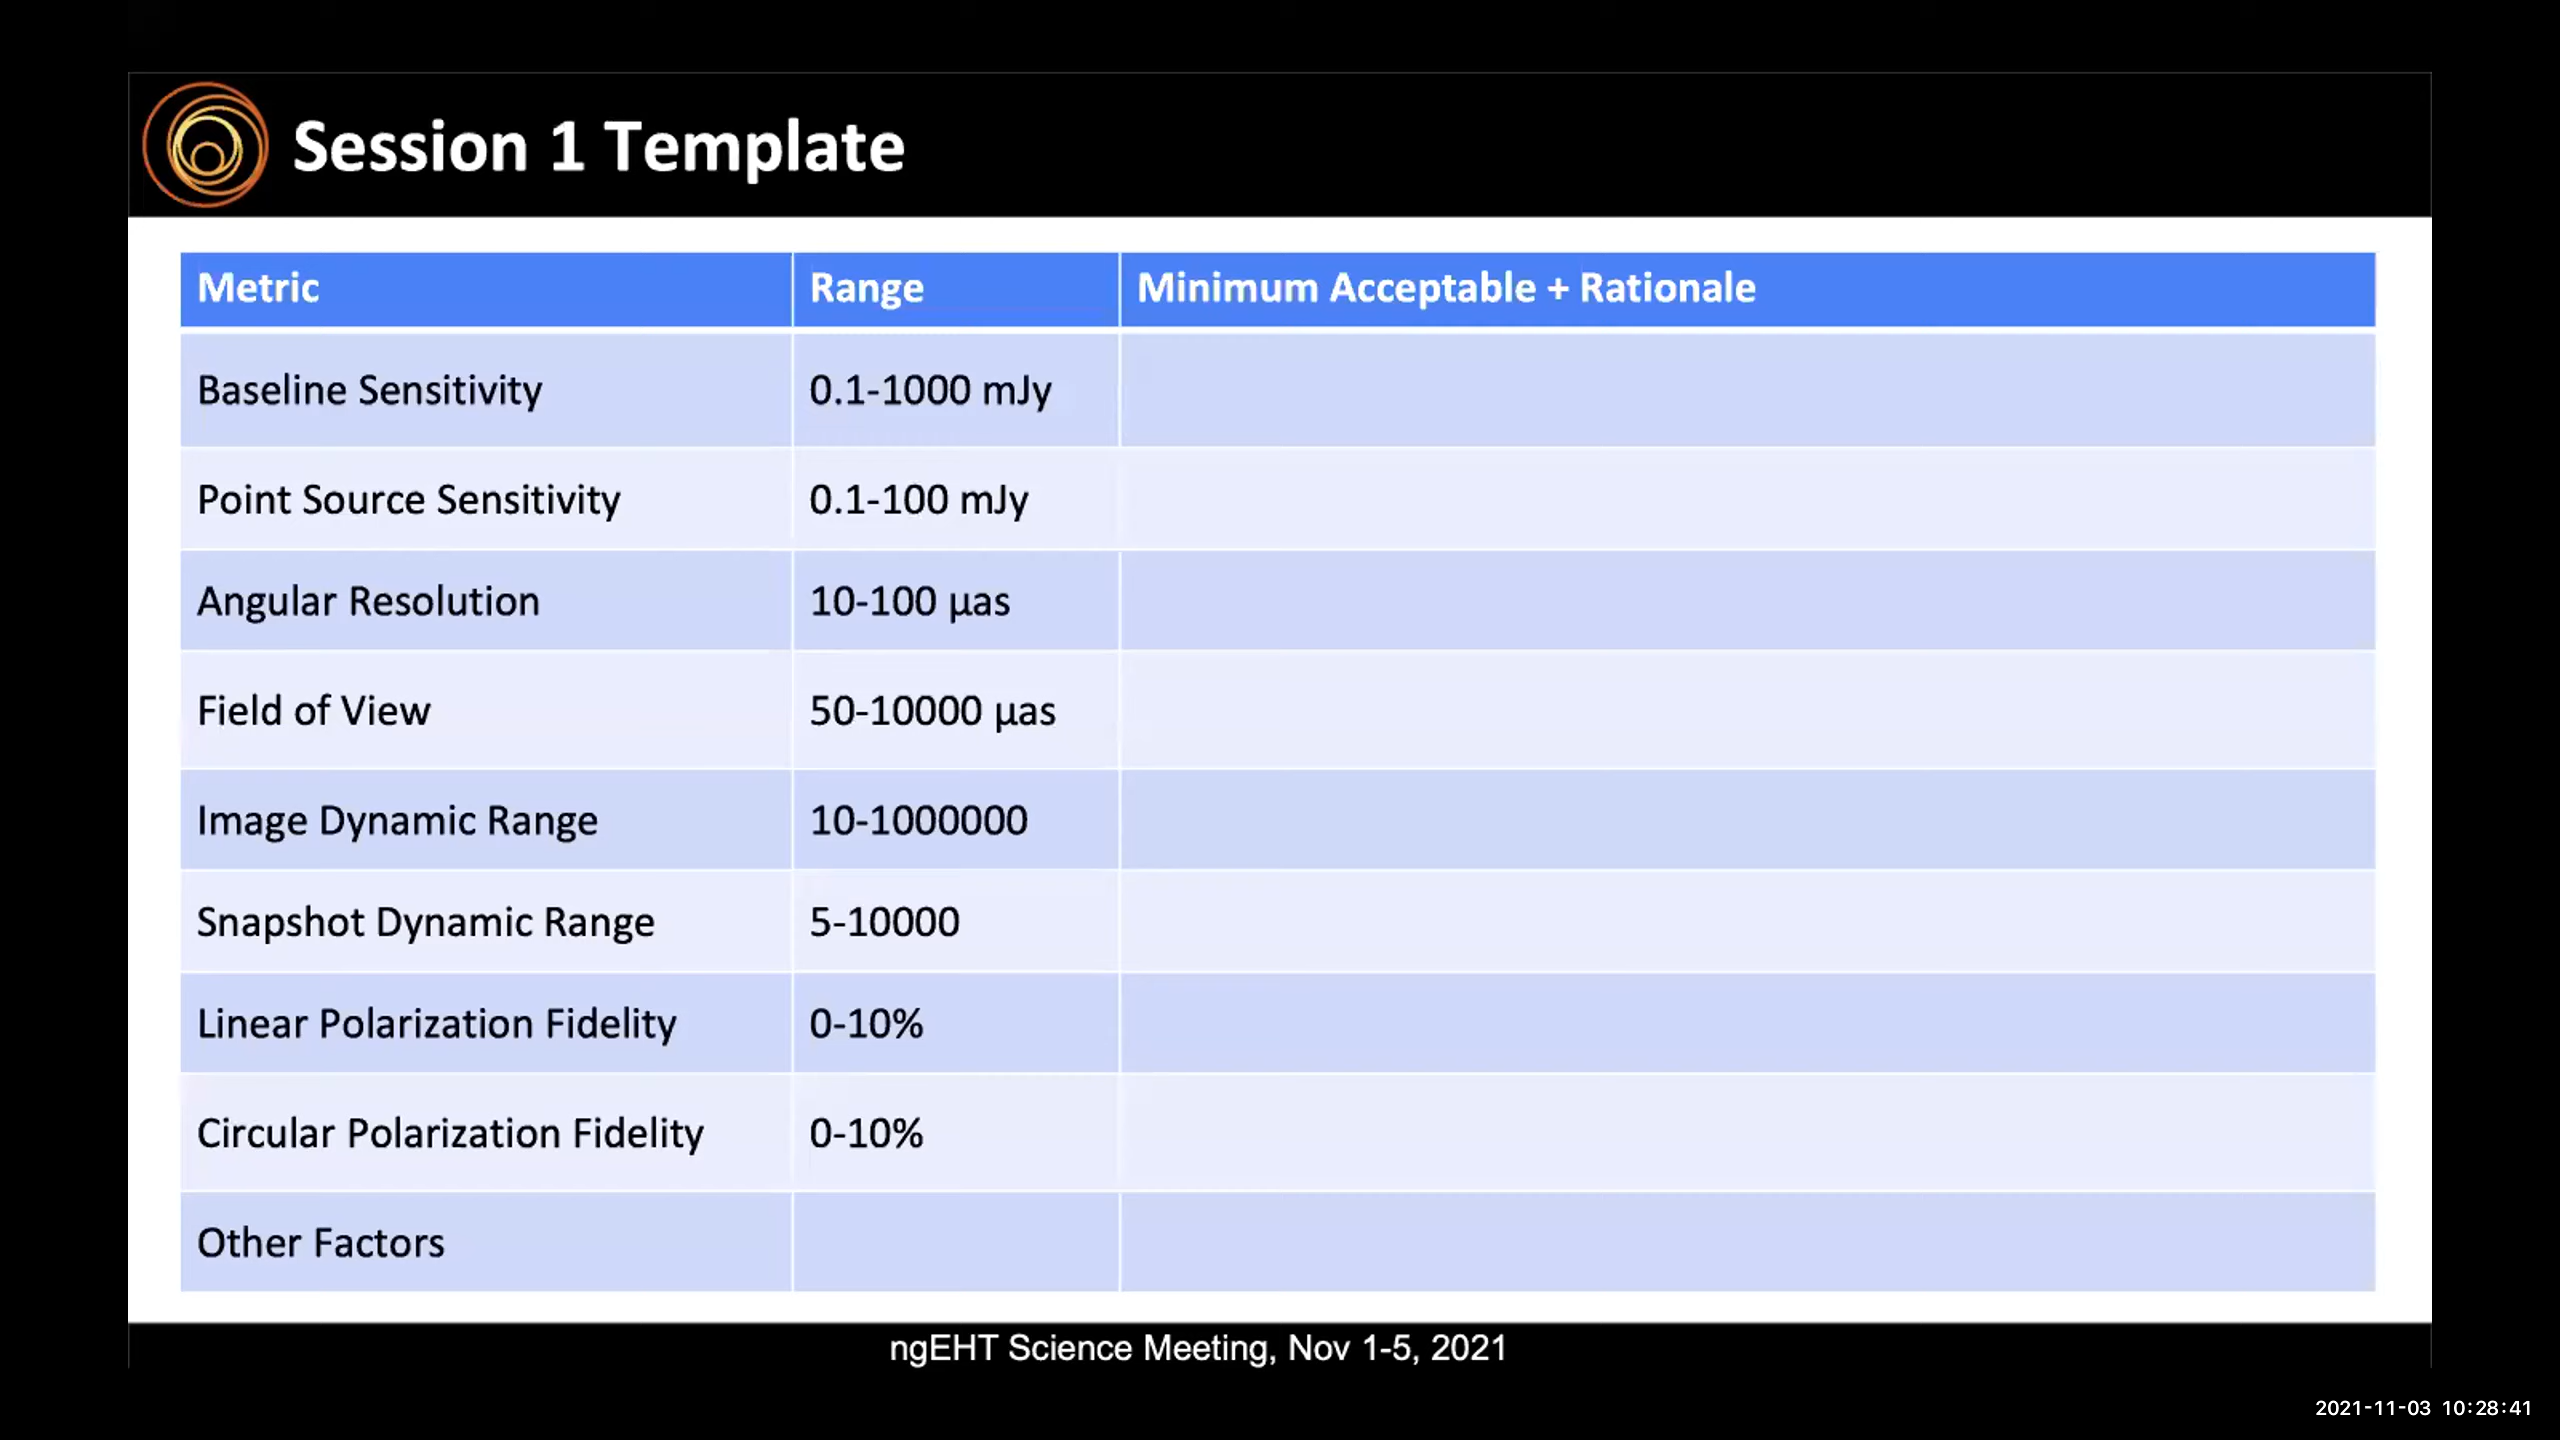 Session 1 Template
Metric Range Minimum Acceptable + Rationale
Baseline Sensitivity 0.1-1000 mJy
Point Source Sensitivity 0.1-100 mJy
Angular Resolution 10-100 μas
Field of View 50-10000 μas
Image Dynamic Range 10-1000000
Snapshot Dynamic Range 5-10000
Linear Polarization Fidelity 0-10%
Circular Polarization Fidelity 0-10%
Other Factors
ngEHT Science Meeting, Nov 1-5, 2021
2021-11-03 10:28:41